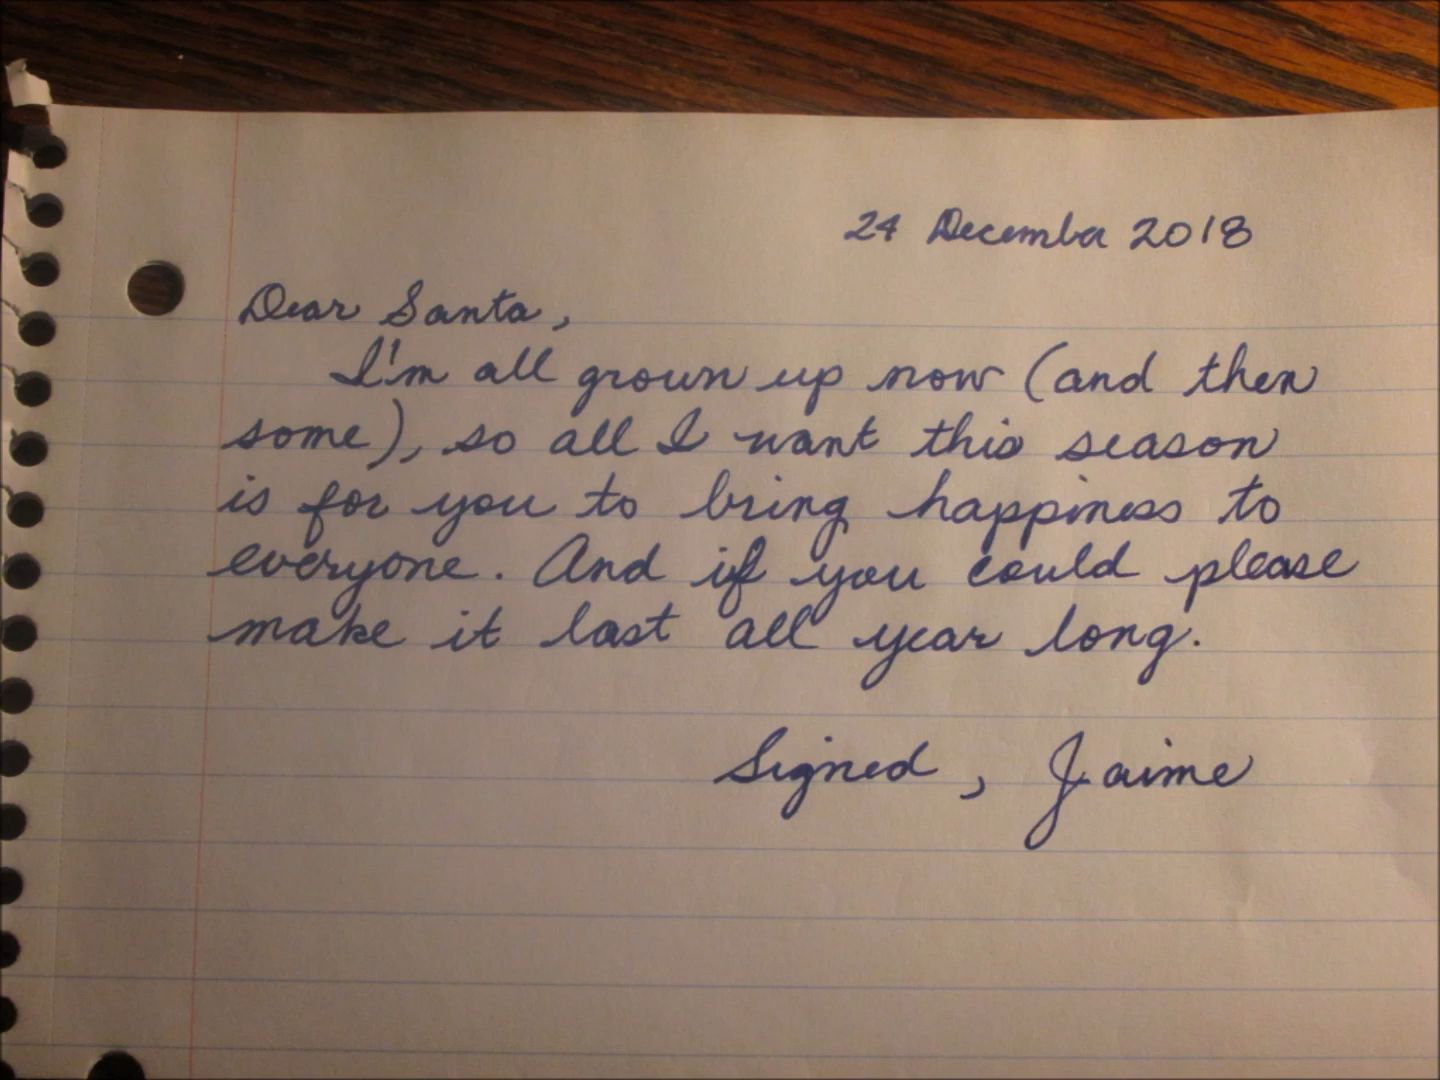 24 December 2018
Dear Santa,
I'm all grown up now (and then
some), so all I want this season
is for you to bring happiness to
everyone. And if you could please
make it last all year long.
Signed, Jaime